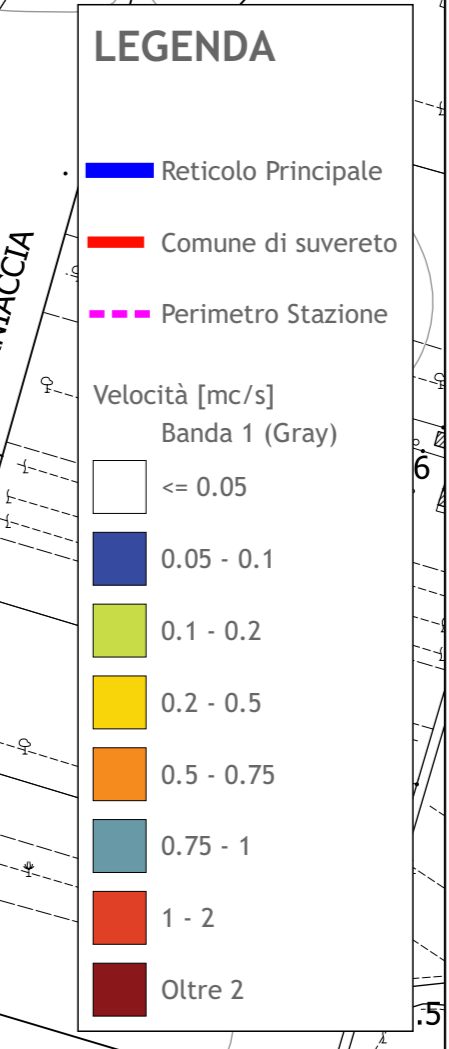 LEGENDA
Reticolo Principale
Comune di suvereto
Perimetro Stazione
Velocità [mc/s]
Banda 1 (Gray)
<= 0.05
0.05 - 0.1
0.1 - 0.2
0.2 - 0.5
0.5 - 0.75
0.75 - 1
1 - 2
Oltre 2
6
.5